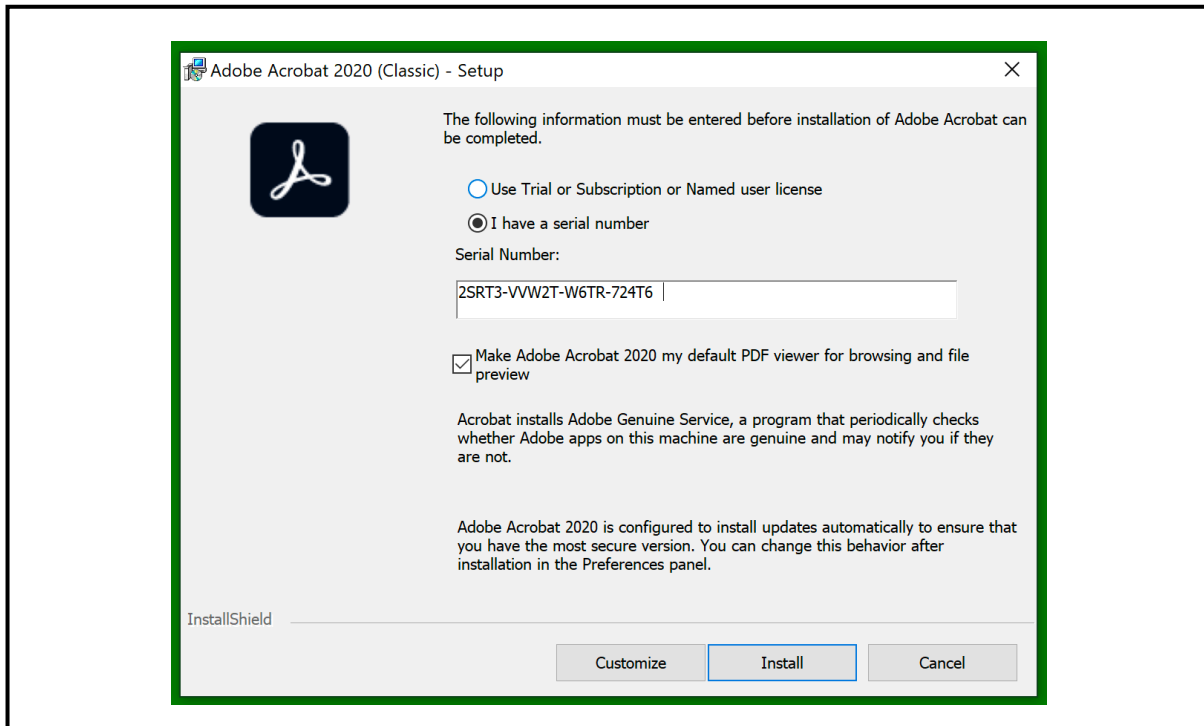 Adobe Acrobat 2020 (Classic) - Setup
The following information must be entered before installation of Adobe Acrobat can
be completed.
Use Trial or Subscription or Named user license
I have a serial number
Serial Number:
2SRT3-VVW2T-W6TR-724T6
Make Adobe Acrobat 2020 my default PDF viewer for browsing and file
preview
Acrobat installs Adobe Genuine Service, a program that periodically checks
whether Adobe apps on this machine are genuine and may notify you if they
are not.
Adobe Acrobat 2020 is configured to install updates automatically to ensure that
you have the most secure version. You can change this behavior after
installation in the Preferences panel.
InstallShield
Customize
Install
Cancel